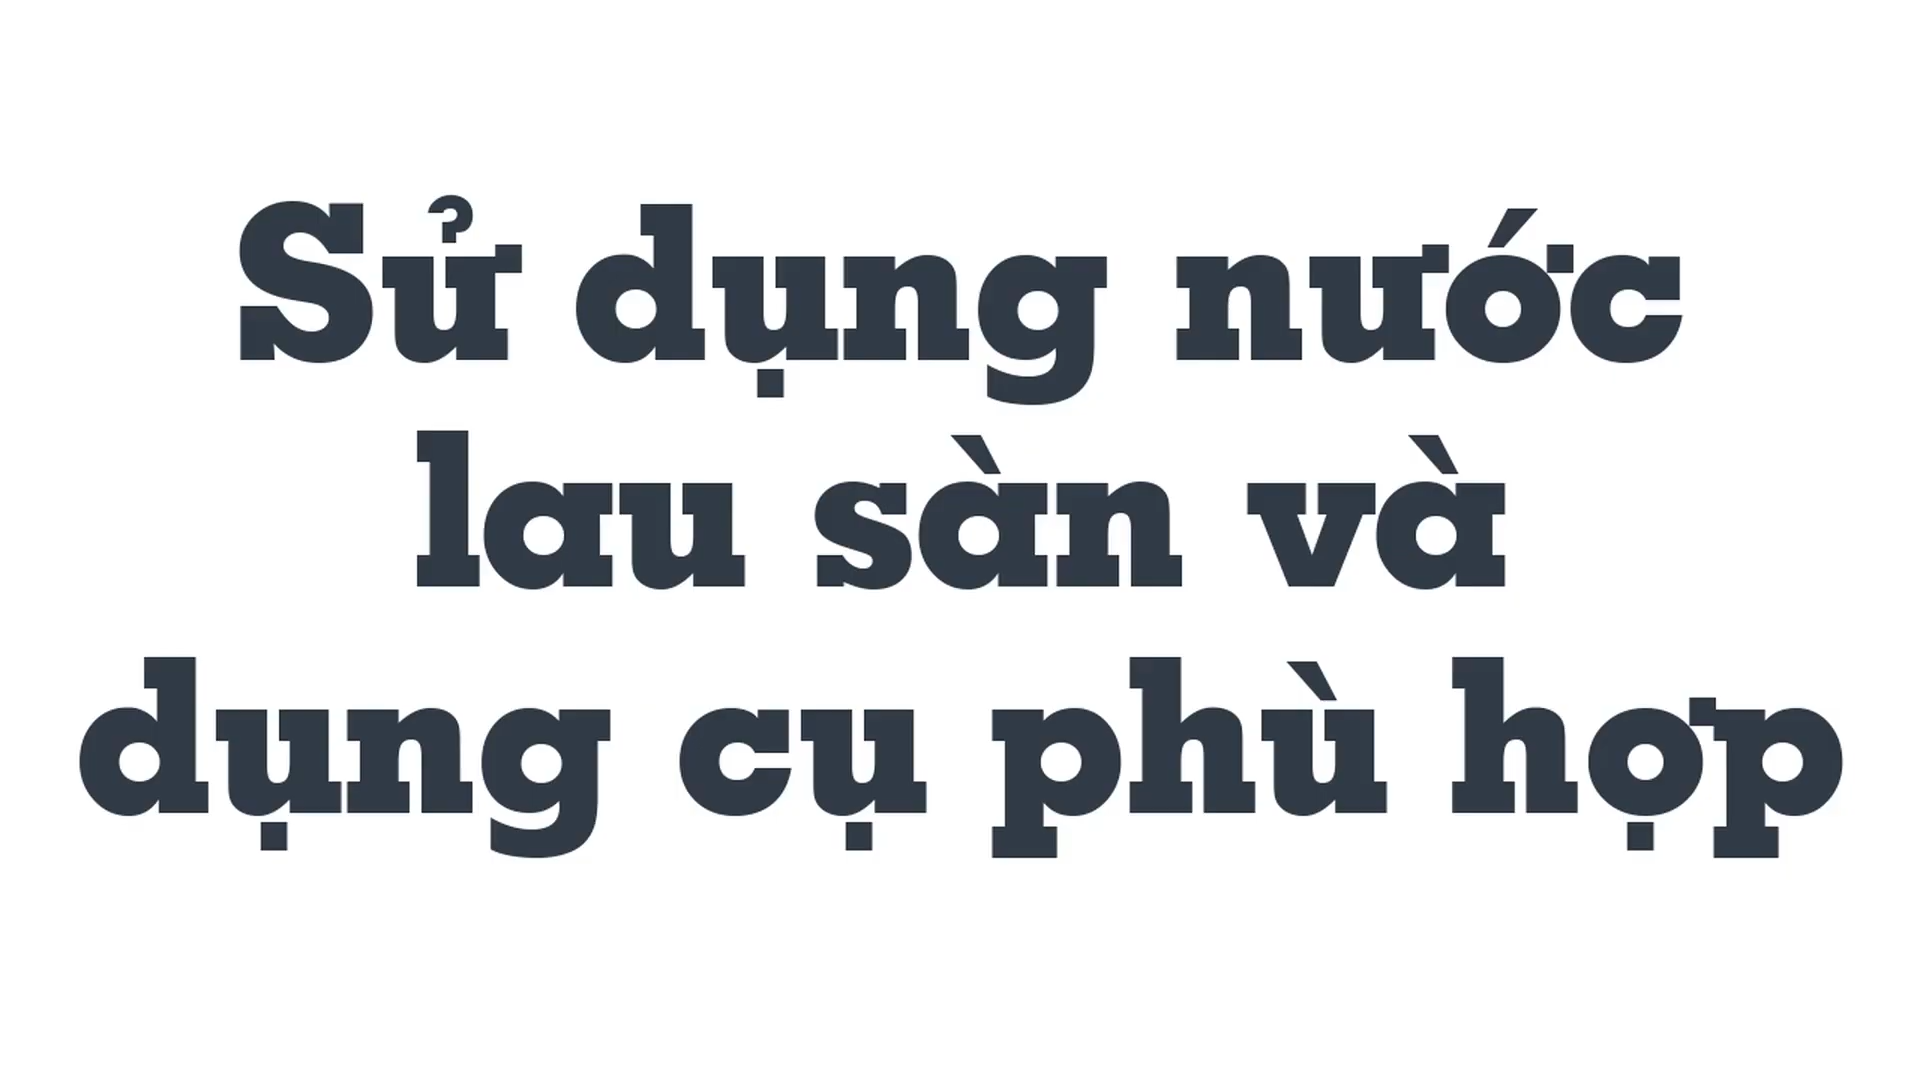 Sử dụng nước
lau sàn và
dụng cụ phù hợp